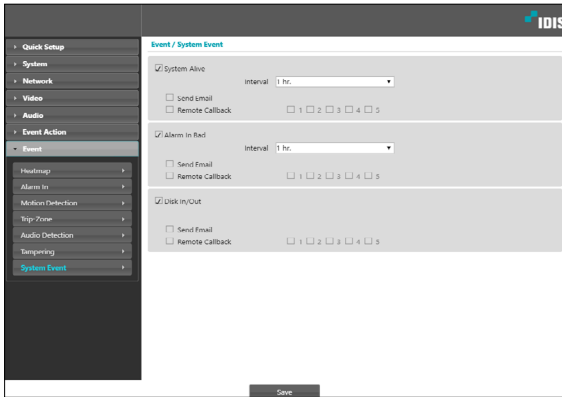 IDIS
Quick Setup
System
Network
Video
Audio
Event Action
Event
Heatmap
Alarm In
Motion Detection
Trip-Zone
Audio Detection
Tampering
System Event
Event / System Event
System Alive
Interval 1 hr.
Send Email
Remote Callback 1 2 3 4 5
Alarm In Bad
Interval 1 hr.
Send Email
Remote Callback 1 2 3 4 5
Disk In/Out
Send Email
Remote Callback 1 2 3 4 5
Save